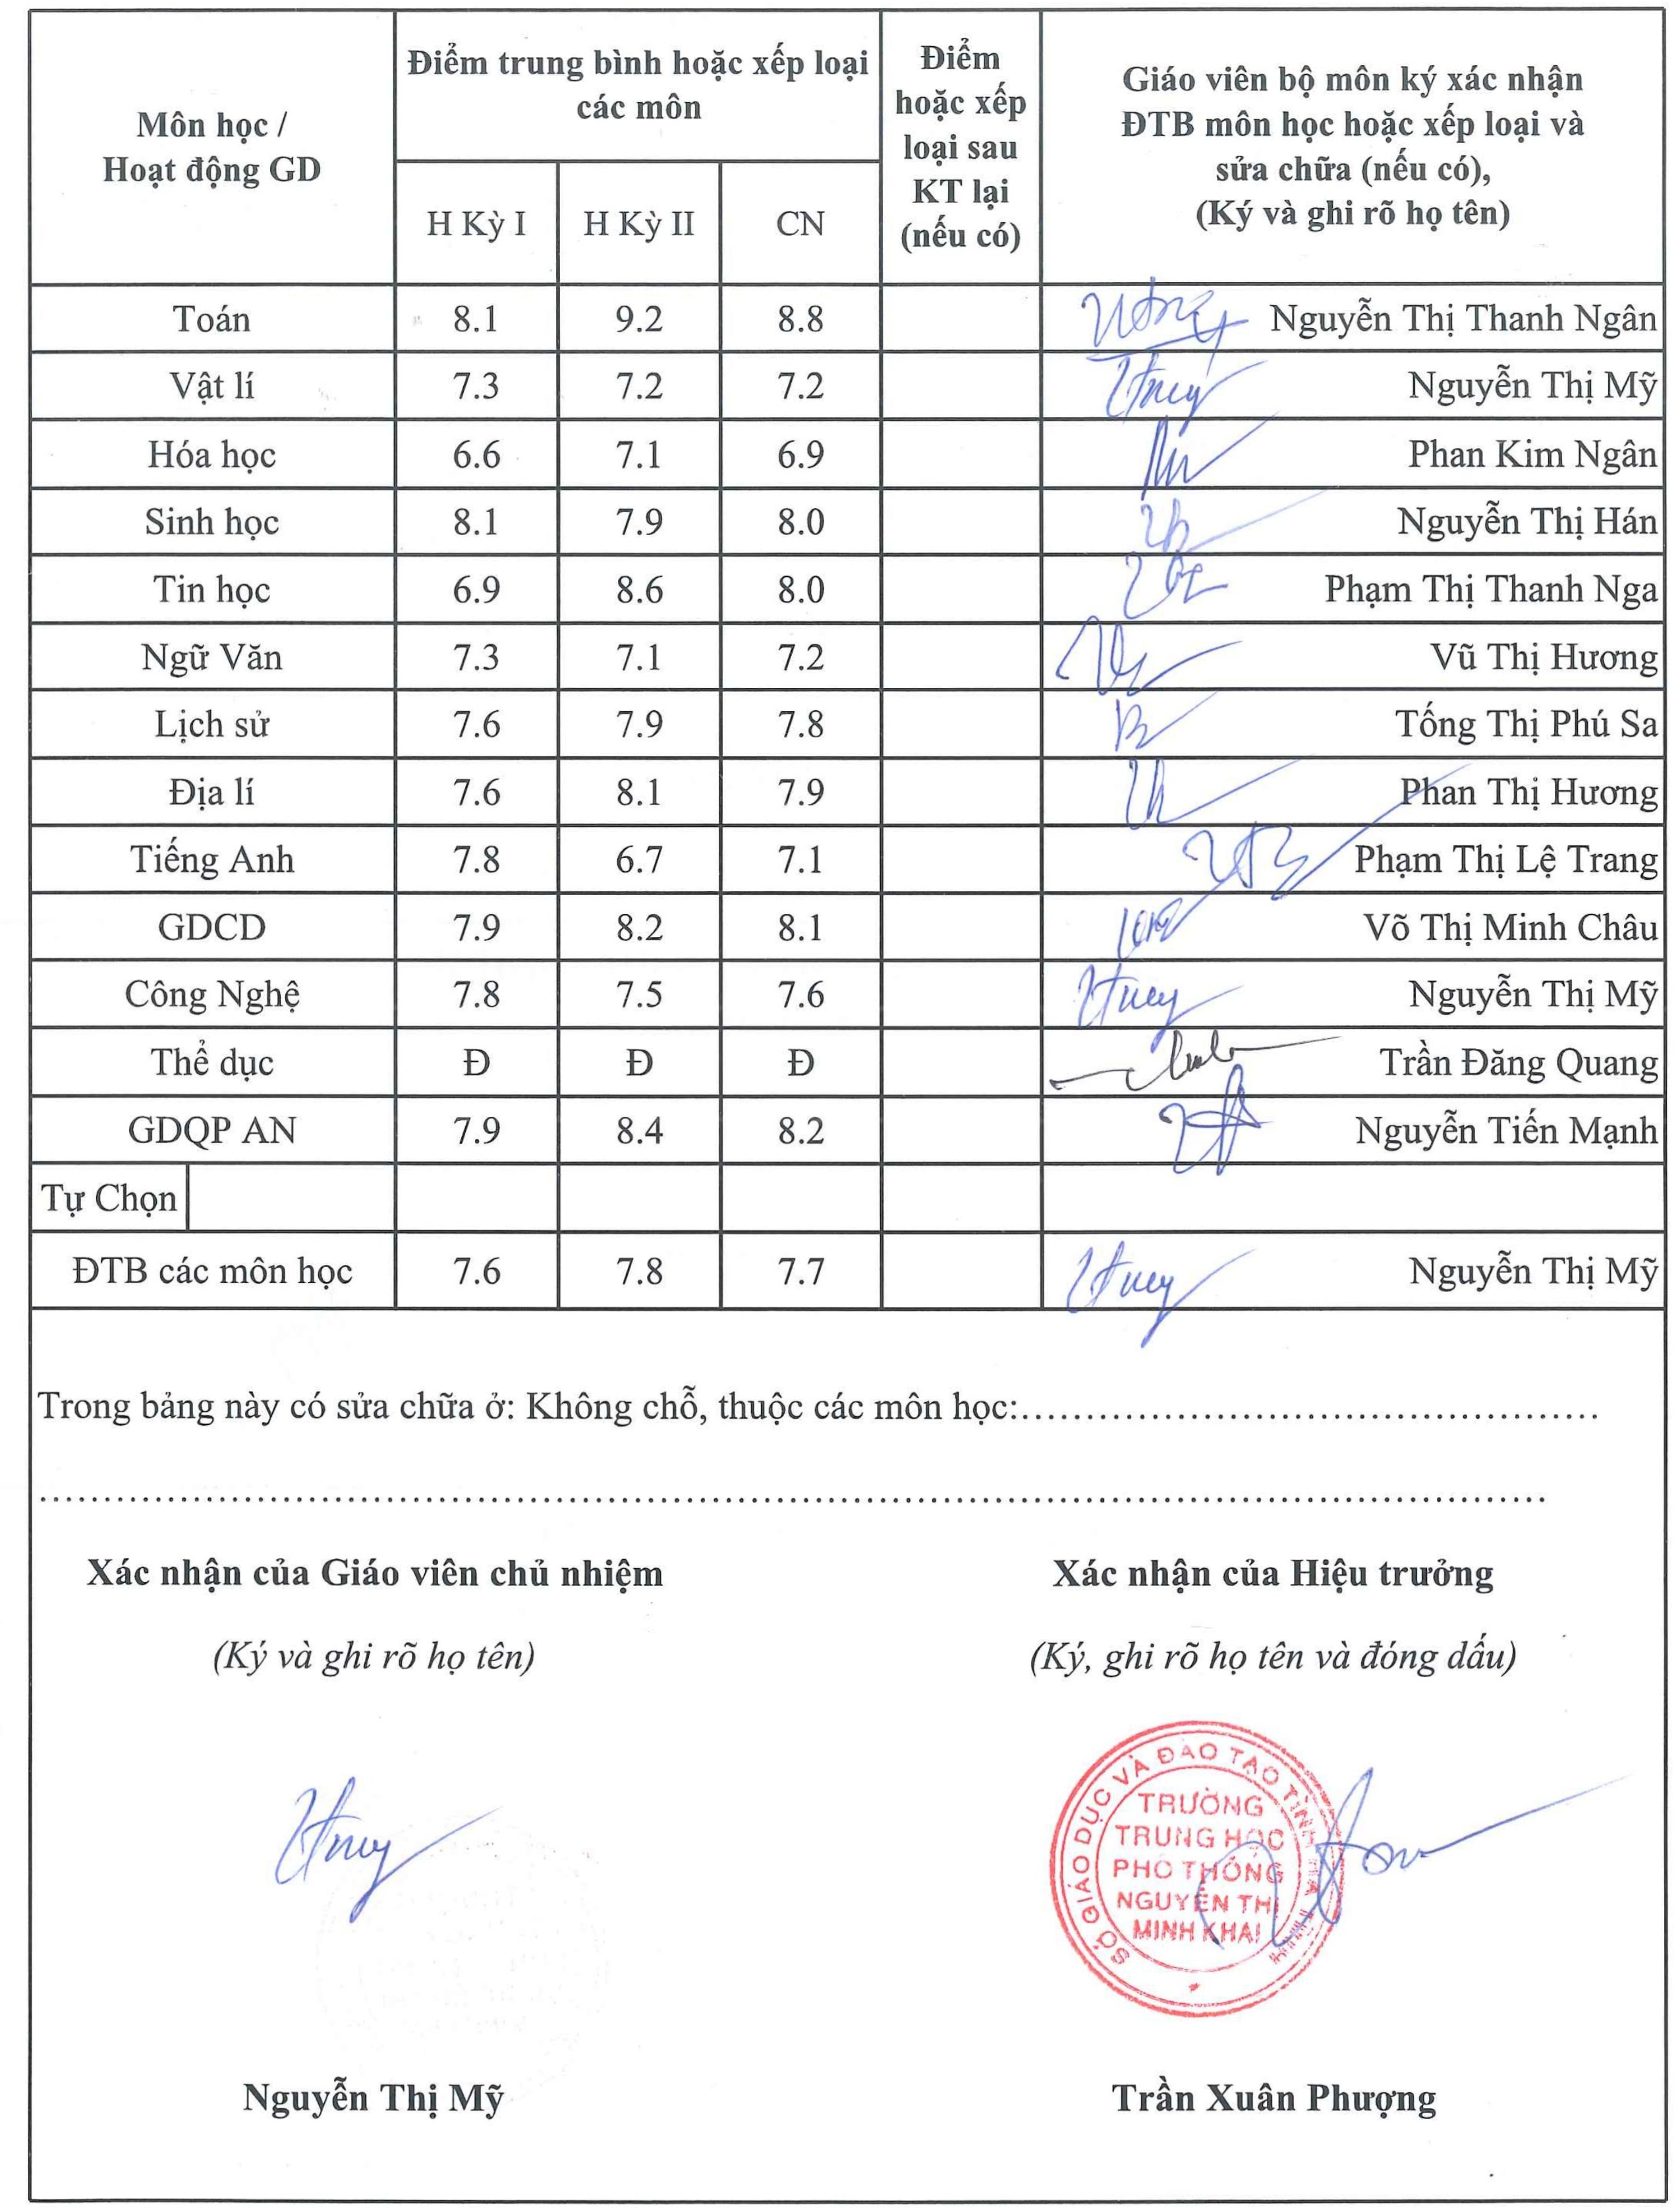 Môn học /
Hoạt động GD
Điểm trung bình hoặc xếp loại
các môn
Điểm
hoặc xếp
loại sau
KT lại
(nếu có)
Giáo viên bộ môn ký xác nhận
ĐTB môn học hoặc xếp loại và
sửa chữa (nếu có),
(Ký và ghi rõ họ tên)
H Kỳ I H Kỳ II CN
Toán 8.1 9.2 8.8 Nguyễn Thị Thanh Ngân
Vật lí 7.3 7.2 7.2 Nguyễn Thị Mỹ
Hóa học 6.6 7.1 6.9 Phan Kim Ngân
Sinh học 8.1 7.9 8.0 Nguyễn Thị Hán
Tin học 6.9 8.6 8.0 Phạm Thị Thanh Nga
Ngữ Văn 7.3 7.1 7.2 Vũ Thị Hương
Lịch sử 7.6 7.9 7.8 Tống Thị Phú Sa
Địa lí 7.6 8.1 7.9 Phan Thị Hương
Tiếng Anh 7.8 6.7 7.1 Phạm Thị Lệ Trang
GDCD 7.9 8.2 8.1 Võ Thị Minh Châu
Công Nghệ 7.8 7.5 7.6 Nguyễn Thị Mỹ
Thể dục Đ Đ Đ Trần Đăng Quang
GDQP AN 7.9 8.4 8.2 Nguyễn Tiến Mạnh
Tự Chọn
ĐTB các môn học 7.6 7.8 7.7 Nguyễn Thị Mỹ
Trong bảng này có sửa chữa ở: Không chỗ, thuộc các môn học:
Xác nhận của Giáo viên chủ nhiệm
(Ký và ghi rõ họ tên)
Xác nhận của Hiệu trưởng
(Ký, ghi rõ họ tên và đóng dấu)
SỞ GIÁO DỤC VÀ ĐÀO TẠO TỈNH
TRƯỜNG
TRUNG HỌC
PHỔ THÔNG
NGUYỄN THỊ
MINH KHAI
Nguyễn Thị Mỹ
Trần Xuân Phượng